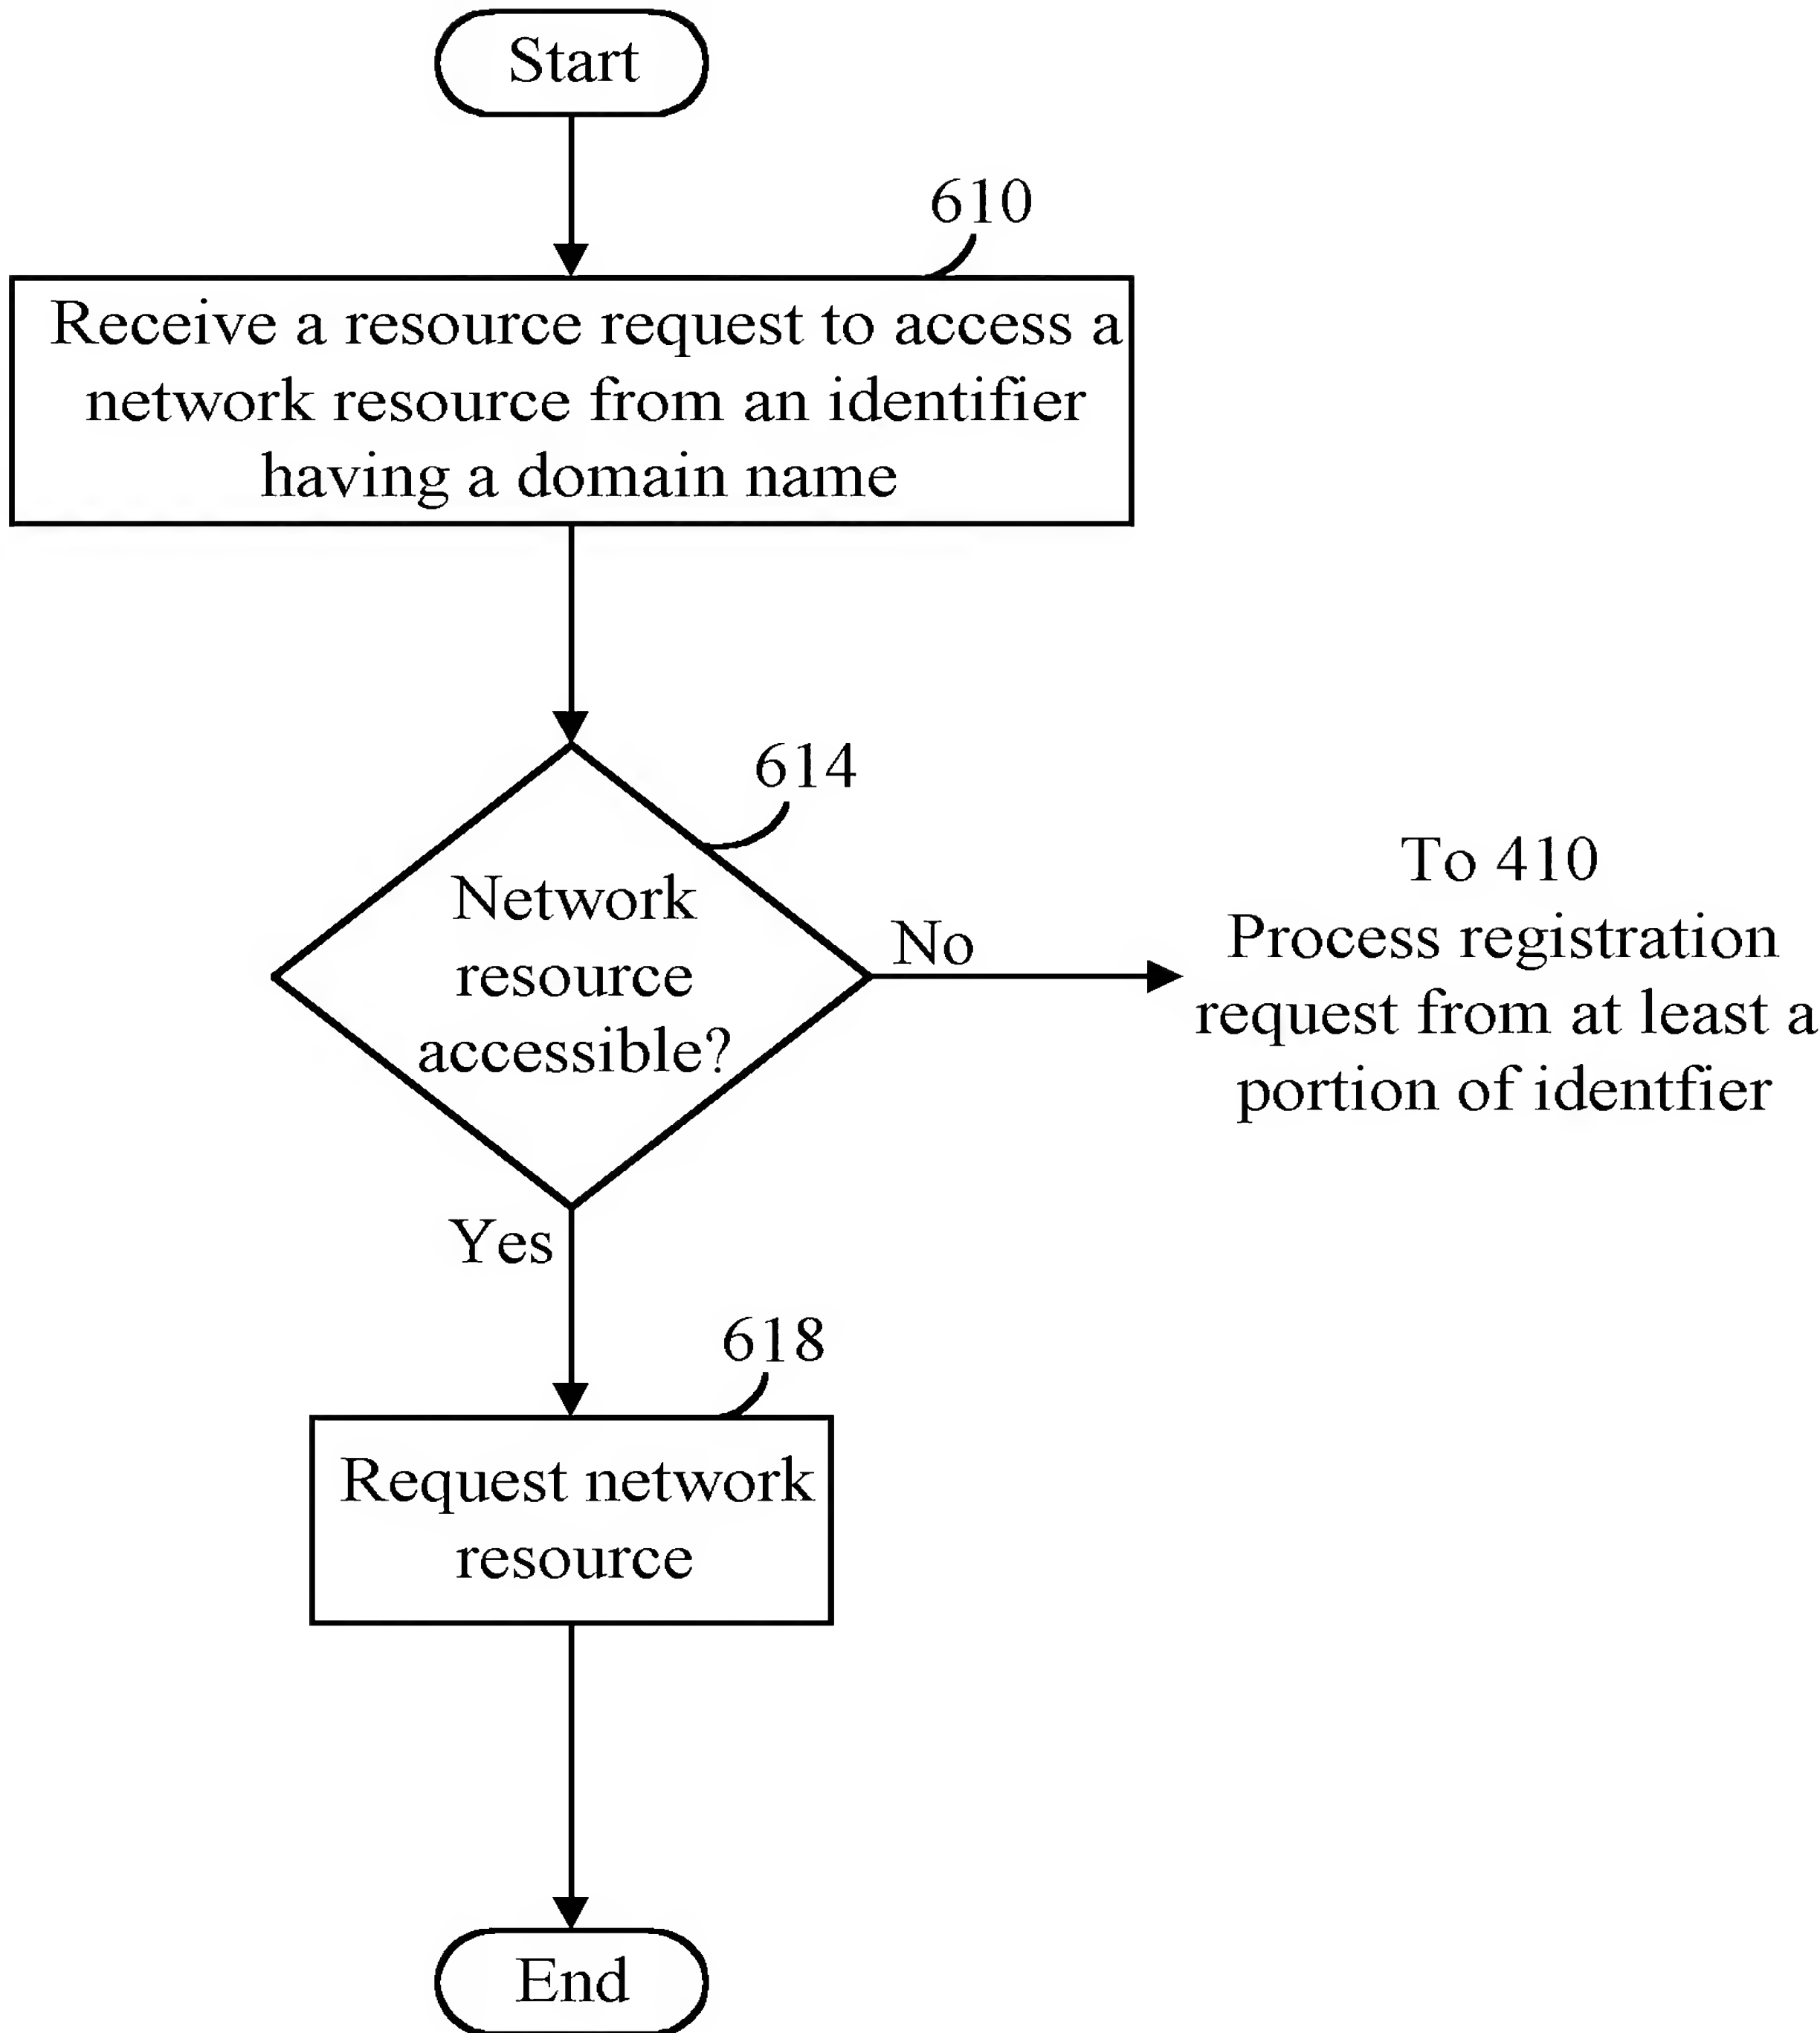 Start
610
Receive a resource request to access a
network resource from an identifier
having a domain name
614
Network
resource
accessible?
No
To 410
Process registration
request from at least a
portion of identfier
Yes
618
Request network
resource
End